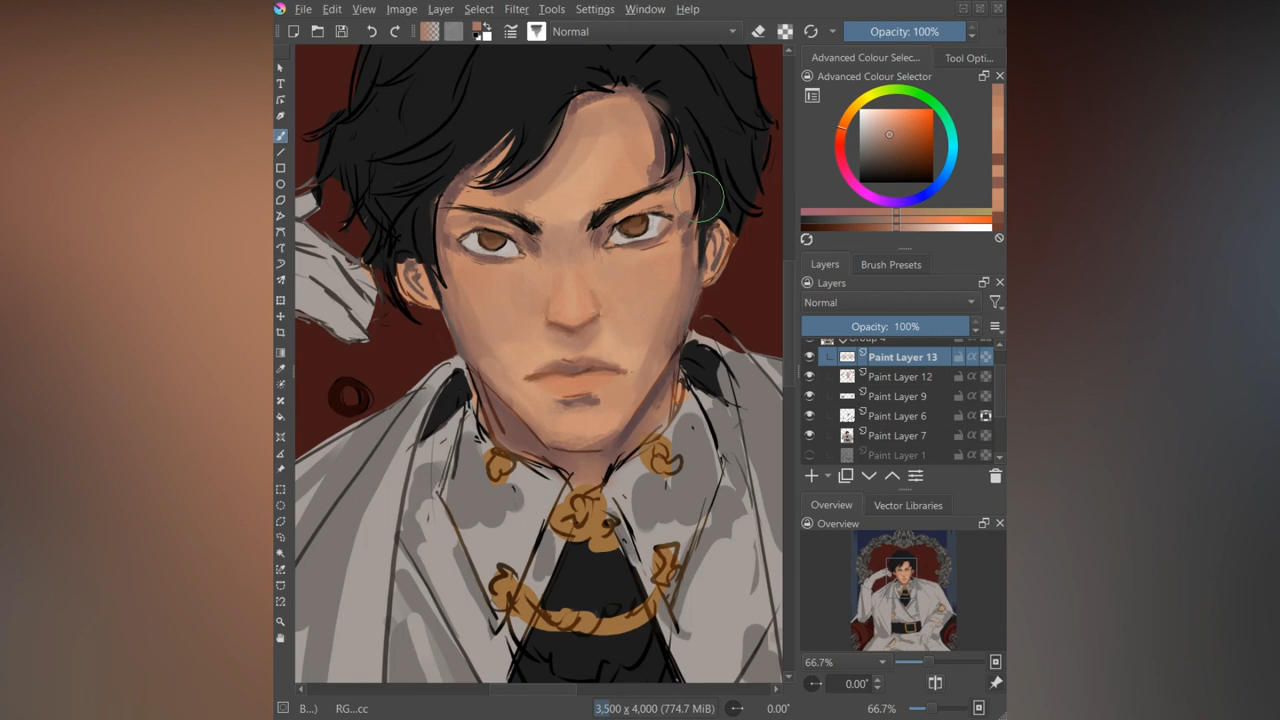 File Edit View Image Layer Select Filter Tools Settings Window Help
Normal Opacity: 100%
Advanced Colour Selec... Tool Opti...
Advanced Colour Selector
Layers Brush Presets
Layers
Normal
Opacity: 100%
Paint Layer 13
Paint Layer 12
Paint Layer 9
Paint Layer 6
Paint Layer 7
Paint Layer 1
Overview Vector Libraries
Overview
66.7%
0.00°
B...) RG...cc 3,500 x 4,000 (774.7 MiB) 0.00° 66.7%